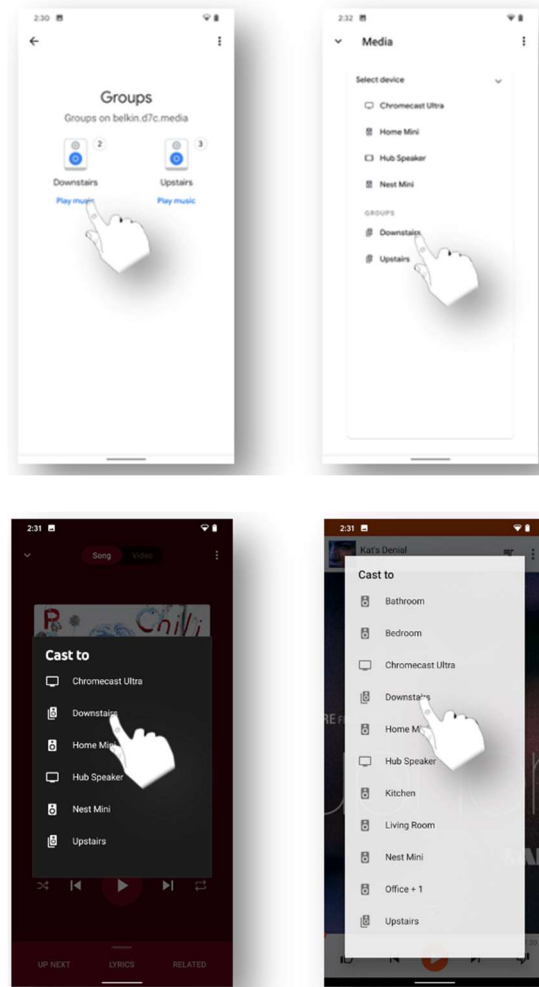 2:30
Groups
Groups on belkin.d7c.media
2
3
Downstairs
Upstairs
Play music
Play music
2:32
Media
Select device
Chromecast Ultra
Home Mini
Hub Speaker
Nest Mini
GROUPS
Downstairs
Upstairs
2:31
Song
Video
Chili
Cast to
Chromecast Ultra
Downstairs
Home Mini
Hub Speaker
Nest Mini
Upstairs
UP NEXT
LYRICS
RELATED
2:31
Kat's Denial
Cast to
Bathroom
Bedroom
Chromecast Ultra
Downstairs
Home M
Hub Speaker
Kitchen
Living Room
Nest Mini
Office + 1
Upstairs